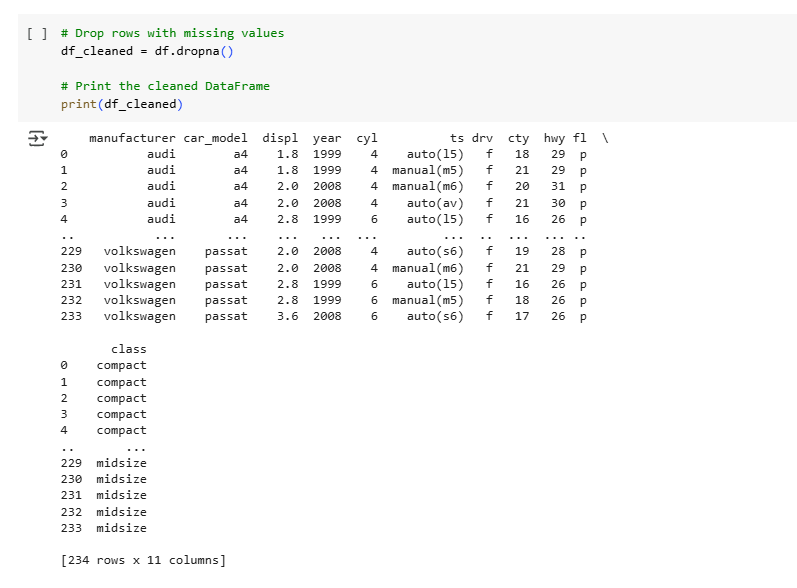 [ ] # Drop rows with missing values
df_cleaned = df.dropna()
# Print the cleaned DataFrame
print(df_cleaned)
manufacturer car_model displ year cyl ts drv cty hwy fl \
0 audi a4 1.8 1999 4 auto(l5) f 18 29 p
1 audi a4 1.8 1999 4 manual(m5) f 21 29 p
2 audi a4 2.0 2008 4 manual(m6) f 20 31 p
3 audi a4 2.0 2008 4 auto(av) f 21 30 p
4 audi a4 2.8 1999 6 auto(l5) f 16 26 p
.. ... ... ... ... ... ... .. ... ... ..
229 volkswagen passat 2.0 2008 4 auto(s6) f 19 28 p
230 volkswagen passat 2.0 2008 4 manual(m6) f 21 29 p
231 volkswagen passat 2.8 1999 6 auto(l5) f 16 26 p
232 volkswagen passat 2.8 1999 6 manual(m5) f 18 26 p
233 volkswagen passat 3.6 2008 6 auto(s6) f 17 26 p
class
0 compact
1 compact
2 compact
3 compact
4 compact
.. ...
229 midsize
230 midsize
231 midsize
232 midsize
233 midsize
[234 rows x 11 columns]